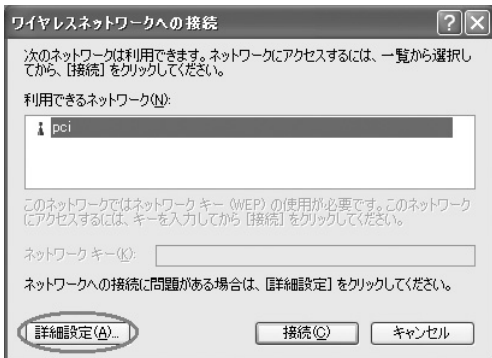 ワイヤレスネットワークへの接続
次のネットワークは利用できます。ネットワークにアクセスするには、一覧から選択し
てから、[接続] をクリックしてください。
利用できるネットワーク(N):
pci
このネットワークではネットワーク キー (WEP) の使用が必要です。このネットワーク
にアクセスするには、キーを入力してから [接続] をクリックしてください。
ネットワーク キー(K):
ネットワークへの接続に問題がある場合は、[詳細設定] をクリックしてください。
詳細設定(A)... 接続(C) キャンセル